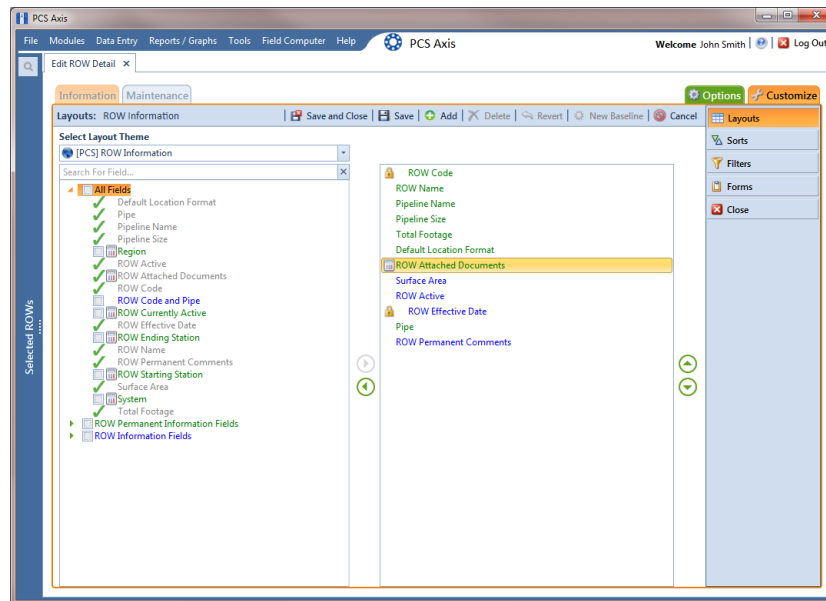 PCS Axis
File Modules Data Entry Reports / Graphs Tools Field Computer Help PCS Axis Welcome John Smith | | Log Out
Edit ROW Detail ×
Information Maintenance Options Customize
Layouts: ROW Information | Save and Close | Save | Add | Delete | Revert | New Baseline | Cancel
Layouts
Sorts
Filters
Forms
Close
Select Layout Theme
[PCS] ROW Information
Search For Field...
All Fields
Default Location Format
Pipe
Pipeline Name
Pipeline Size
Region
ROW Active
ROW Attached Documents
ROW Code
ROW Code and Pipe
ROW Currently Active
ROW Effective Date
ROW Ending Station
ROW Name
ROW Permanent Comments
ROW Starting Station
Surface Area
System
Total Footage
ROW Permanent Information Fields
ROW Information Fields
ROW Code
ROW Name
Pipeline Name
Pipeline Size
Total Footage
Default Location Format
ROW Attached Documents
Surface Area
ROW Active
ROW Effective Date
Pipe
ROW Permanent Comments
Selected ROWs